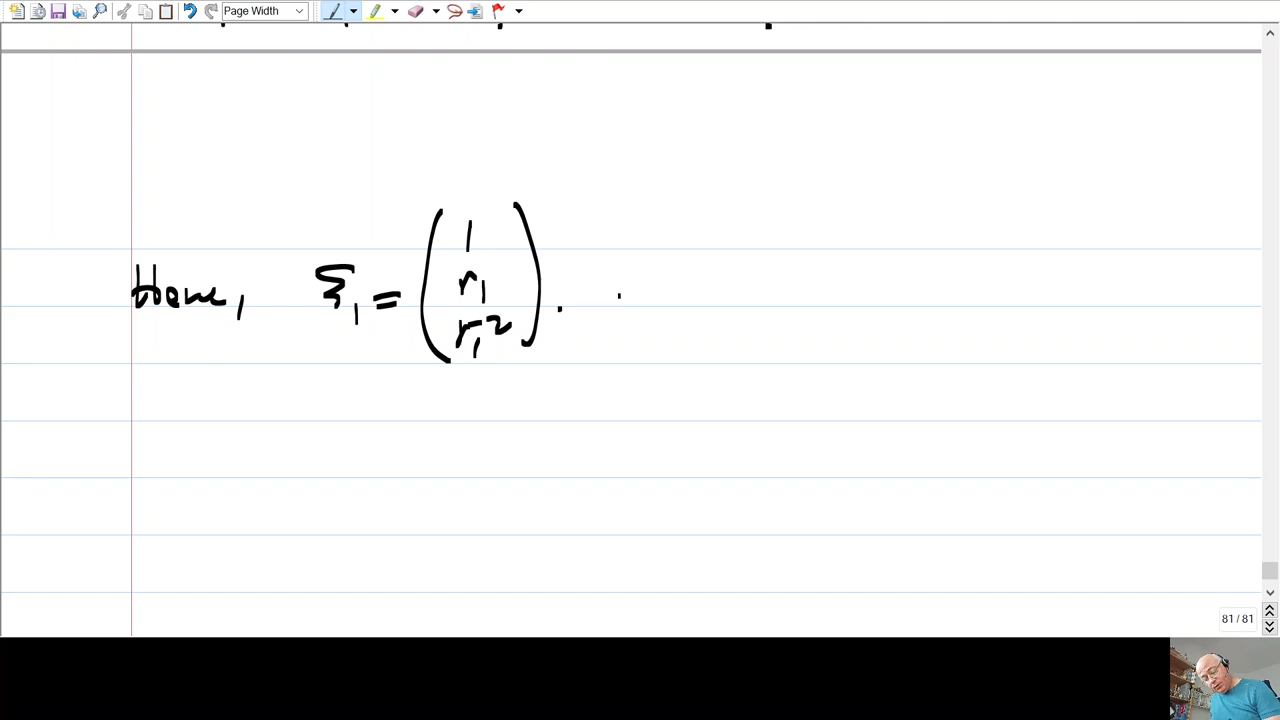 Page Width
Here, ξ₁ = (1
r₁
r₁²).
81 / 81